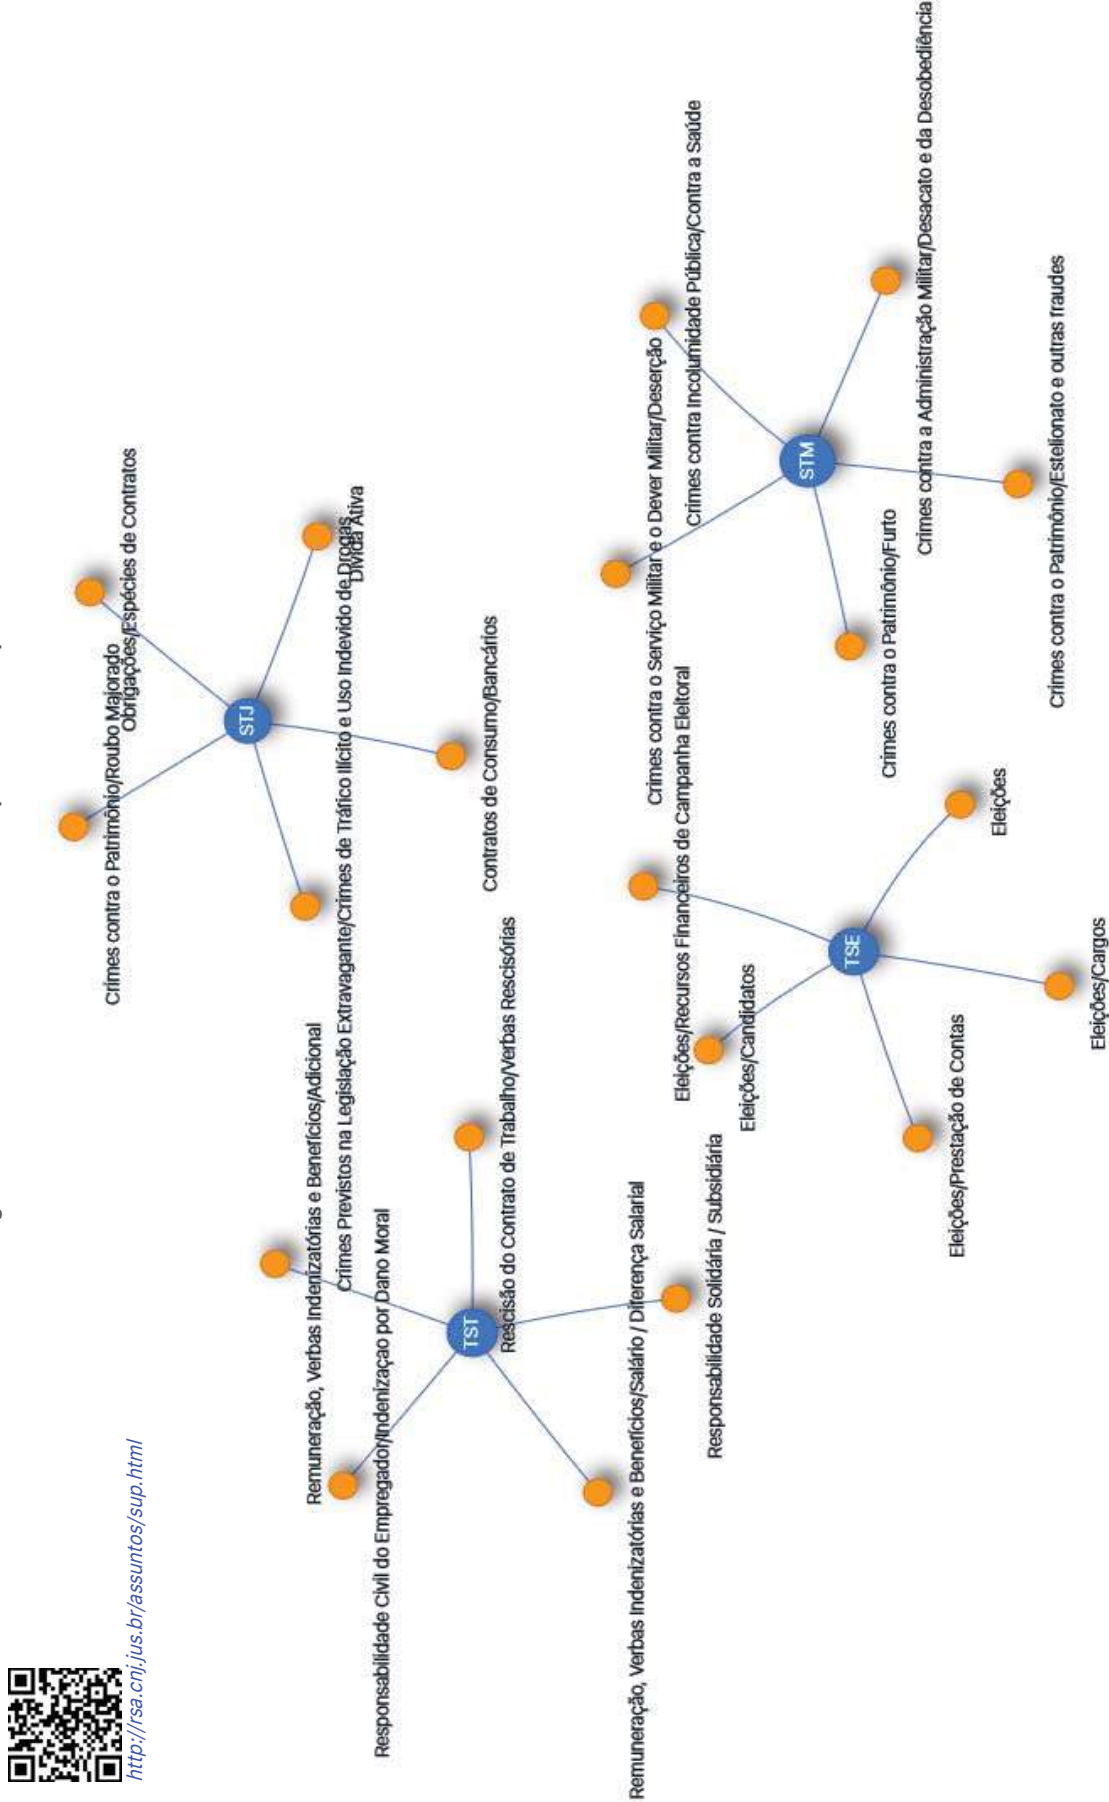 http://rsa.cnj.jus.br/assuntos/sup.html
Crimes contra o Patrimônio/Roubo Majorado
Obrigações/Espécies de Contratos
STJ
Crimes Previstos na Legislação Extravagante/Crimes de Tráfico Ilícito e Uso Indevido de Drogas
Dívida Ativa
Contratos de Consumo/Bancários
Remuneração, Verbas Indenizatórias e Benefícios/Adicional
Responsabilidade Civil do Empregador/Indenização por Dano Moral
TST
Rescisão do Contrato de Trabalho/Verbas Rescisórias
Remuneração, Verbas Indenizatórias e Benefícios/Salário / Diferença Salarial
Responsabilidade Solidária / Subsidiária
Eleições/Recursos Financeiros de Campanha Eleitoral
Eleições/Candidatos
TSE
Eleições/Prestação de Contas
Eleições
Eleições/Cargos
Crimes contra o Serviço Militar e o Dever Militar/Deserção
Crimes contra Incolumidade Pública/Contra a Saúde
STM
Crimes contra o Patrimônio/Furto
Crimes contra a Administração Militar/Desacato e da Desobediência
Crimes contra o Patrimônio/Estelionato e outras fraudes